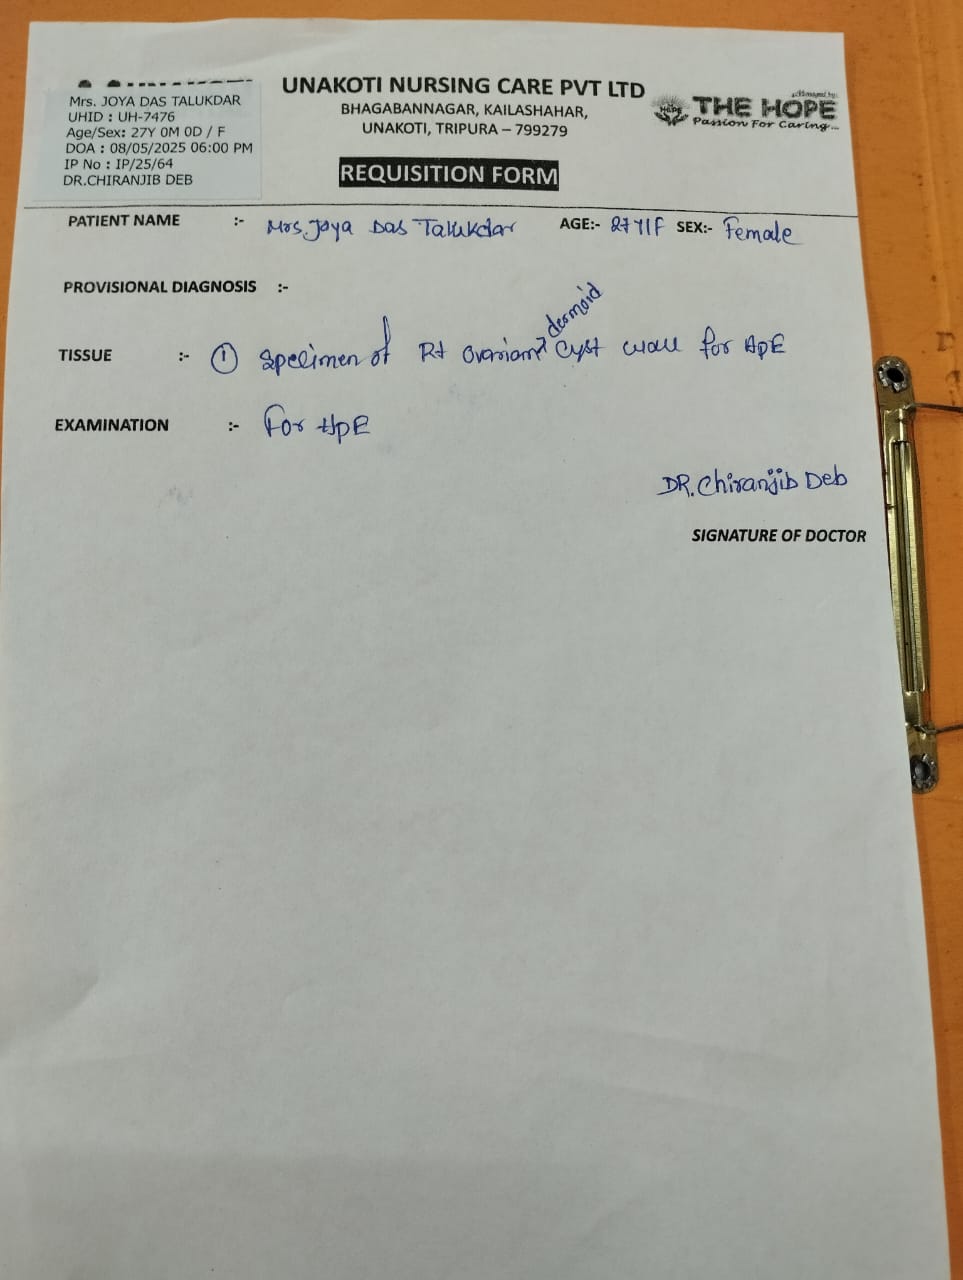 Mrs. JOYA DAS TALUKDAR
UHID : UH-7476
Age/Sex: 27Y 0M 0D / F
DOA : 08/05/2025 06:00 PM
IP No : IP/25/64
DR.CHIRANJIB DEB
UNAKOTI NURSING CARE PVT LTD
BHAGABANNAGAR, KAILASHAHAR,
UNAKOTI, TRIPURA – 799279
Managed by:
HOPE
THE HOPE
Passion For Caring...
REQUISITION FORM
PATIENT NAME :- Mrs. Joya Das Talukdar AGE:- 27Y/F SEX:- Female
PROVISIONAL DIAGNOSIS :-
TISSUE :- ① Specimen of Rt ovarian dermoid cyst wall for HPE
EXAMINATION :- For HPE
DR. Chiranjib Deb
SIGNATURE OF DOCTOR